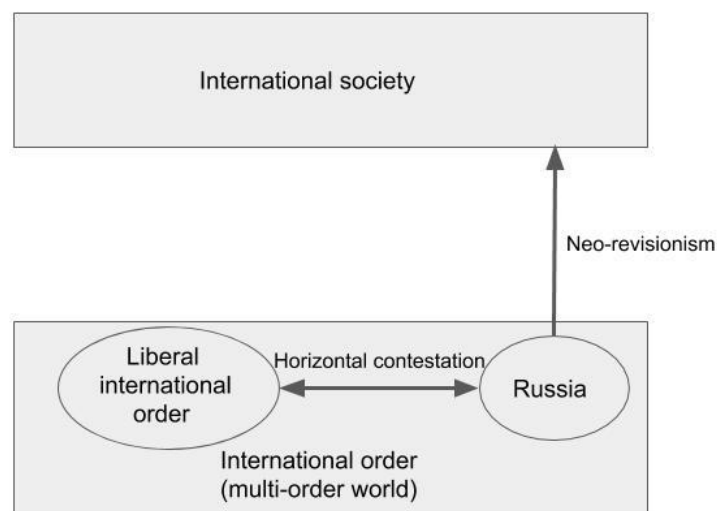 International society
Neo-revisionism
Liberal
international
order
Horizontal contestation
Russia
International order
(multi-order world)